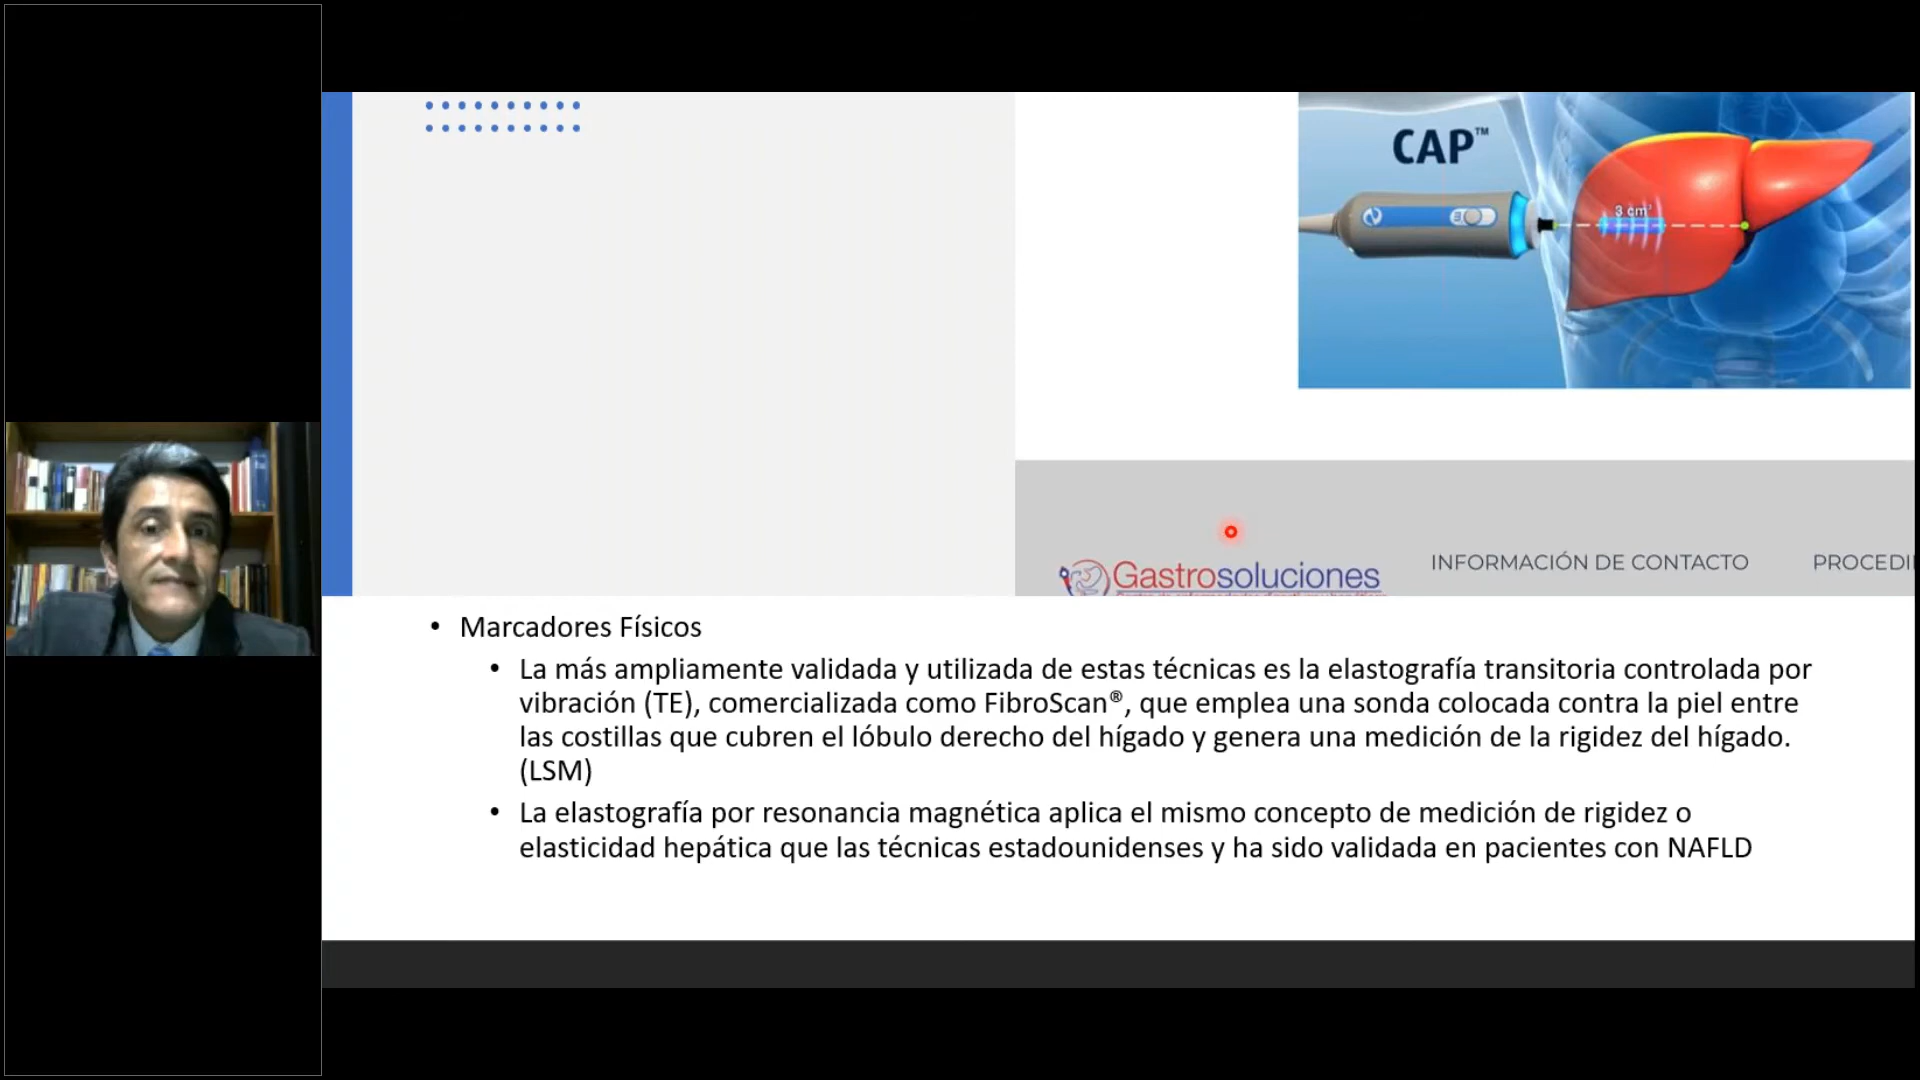 CAP™
3 cm³
Gastrosoluciones
INFORMACIÓN DE CONTACTO
• Marcadores Físicos
• La más ampliamente validada y utilizada de estas técnicas es la elastografía transitoria controlada por
vibración (TE), comercializada como FibroScan®, que emplea una sonda colocada contra la piel entre
las costillas que cubren el lóbulo derecho del hígado y genera una medición de la rigidez del hígado.
(LSM)
• La elastografía por resonancia magnética aplica el mismo concepto de medición de rigidez o
elasticidad hepática que las técnicas estadounidenses y ha sido validada en pacientes con NAFLD